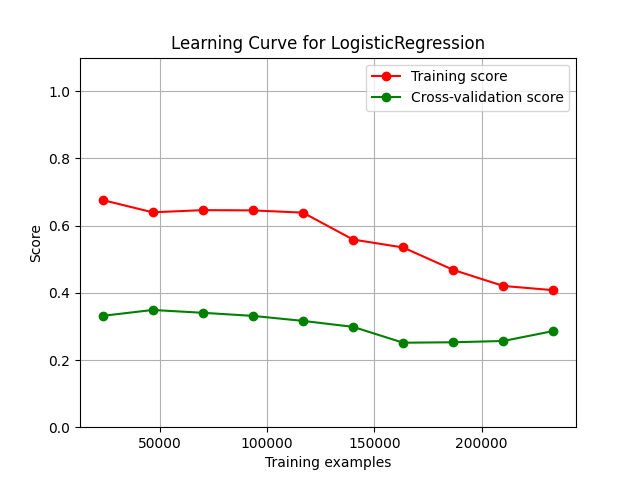 Learning Curve for LogisticRegression
Training score
Cross-validation score
1.0
0.8
0.6
0.4
0.2
0.0
Score
50000
100000
150000
200000
Training examples